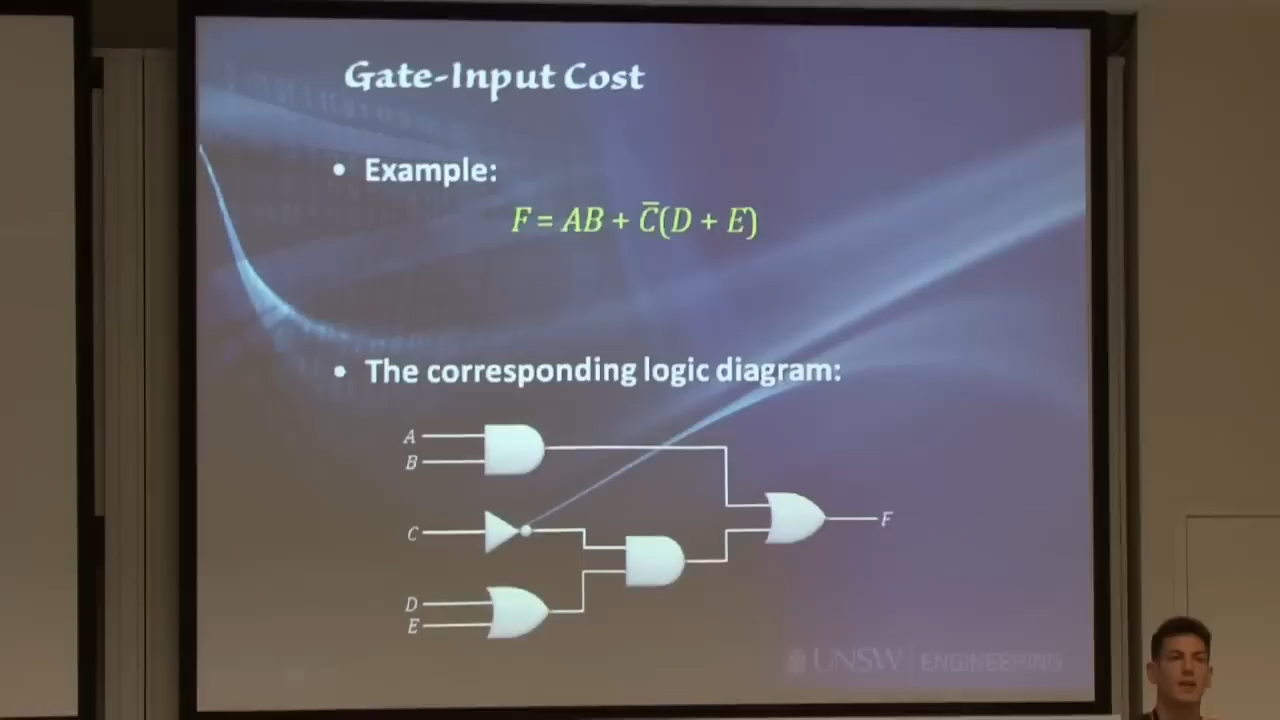 Gate-Input Cost
• Example:
F = AB + C̅(D + E)
• The corresponding logic diagram:
A
B
C
D
E
F
UNSW | ENGINEERING